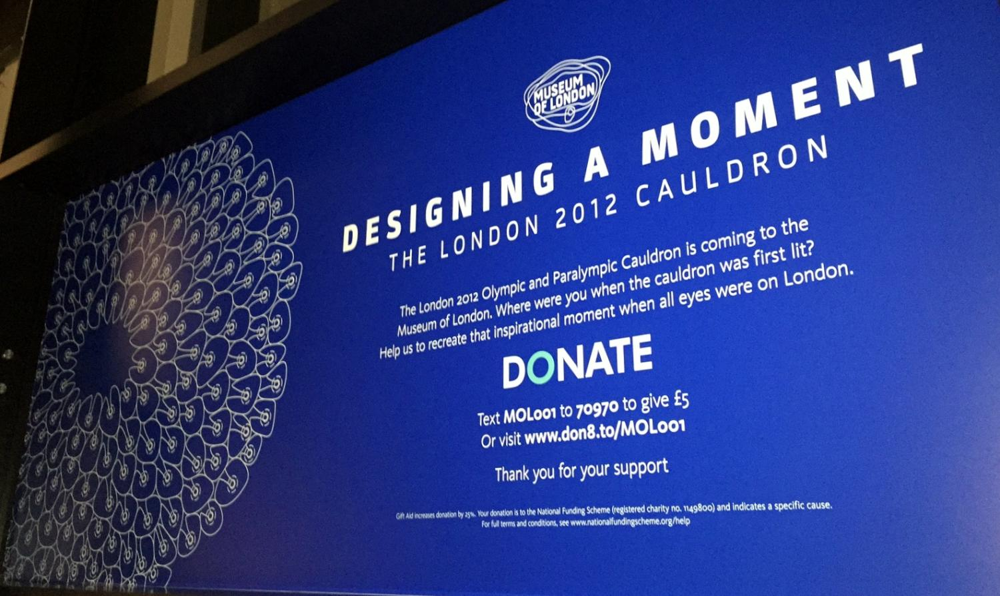 MUSEUM
OF LONDON
DESIGNING A MOMENT
THE LONDON 2012 CAULDRON
The London 2012 Olympic and Paralympic Cauldron is coming to the
Museum of London. Where were you when the cauldron was first lit?
Help us to recreate that inspirational moment when all eyes were on London.
DONATE
Text MOL001 to 70970 to give £5
Or visit www.don8.to/MOL001
Thank you for your support
Gift Aid increases donation by 25%. Your donation is to the National Funding Scheme (registered charity no. 1149800) and indicates a specific cause.
For full terms and conditions, see www.nationalfundingscheme.org/help